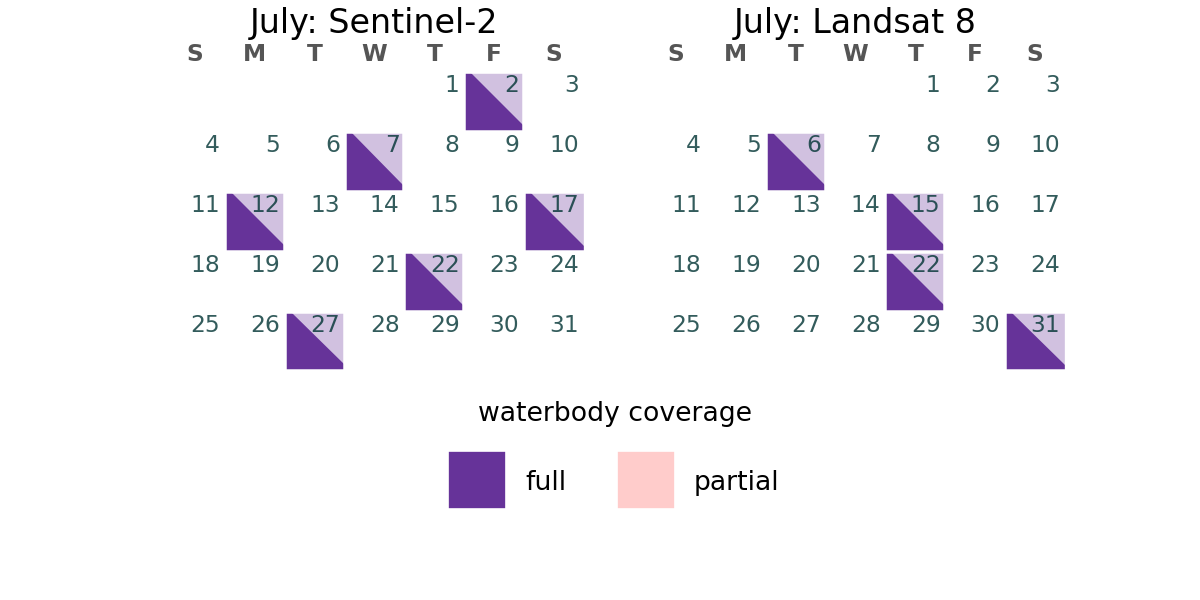 July: Sentinel-2
S M T W T F S
1 2 3
4 5 6 7 8 9 10
11 12 13 14 15 16 17
18 19 20 21 22 23 24
25 26 27 28 29 30 31
July: Landsat 8
S M T W T F S
1 2 3
4 5 6 7 8 9 10
11 12 13 14 15 16 17
18 19 20 21 22 23 24
25 26 27 28 29 30 31
waterbody coverage
full partial